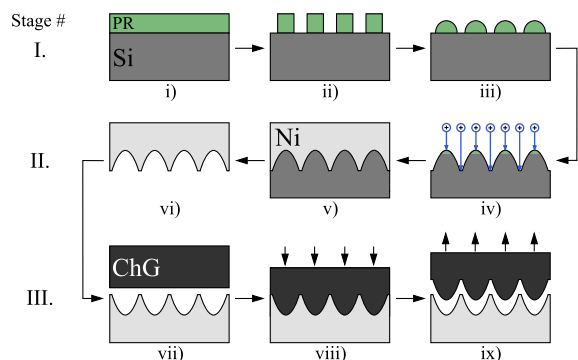 Stage #
I.
PR
Si
i)
ii)
iii)
II.
Ni
vi)
v)
iv)
III.
ChG
vii)
viii)
ix)